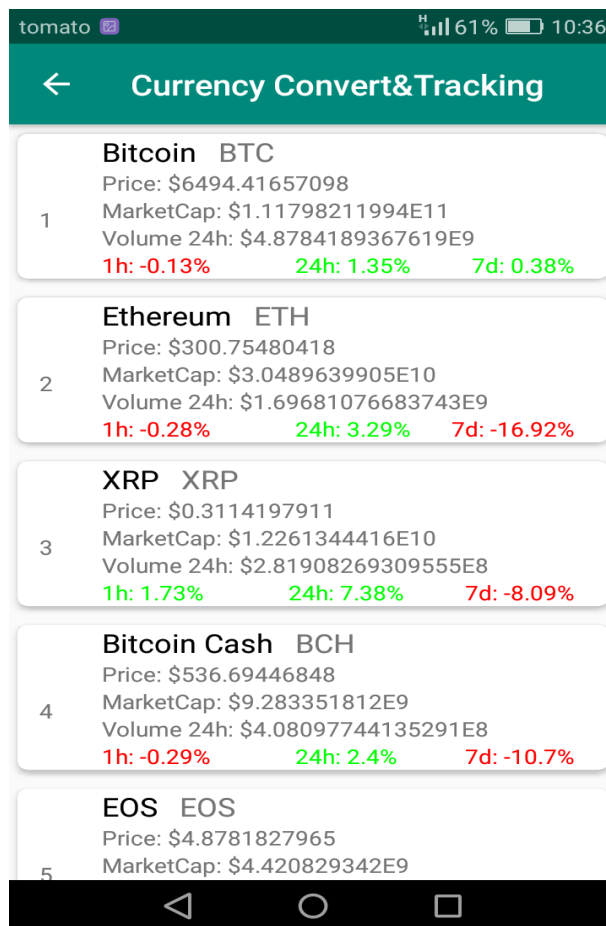 tomato H 61% 10:36
Currency Convert&Tracking
Bitcoin BTC
Price: $6494.41657098
1
MarketCap: $1.11798211994E11
Volume 24h: $4.8784189367619E9
1h: -0.13% 24h: 1.35% 7d: 0.38%
Ethereum ETH
Price: $300.75480418
2
MarketCap: $3.0489639905E10
Volume 24h: $1.69681076683743E9
1h: -0.28% 24h: 3.29% 7d: -16.92%
XRP XRP
Price: $0.3114197911
3
MarketCap: $1.2261344416E10
Volume 24h: $2.81908269309555E8
1h: 1.73% 24h: 7.38% 7d: -8.09%
Bitcoin Cash BCH
Price: $536.69446848
4
MarketCap: $9.283351812E9
Volume 24h: $4.08097744135291E8
1h: -0.29% 24h: 2.4% 7d: -10.7%
EOS EOS
Price: $4.8781827965
MarketCap: $4.420829342E9
5